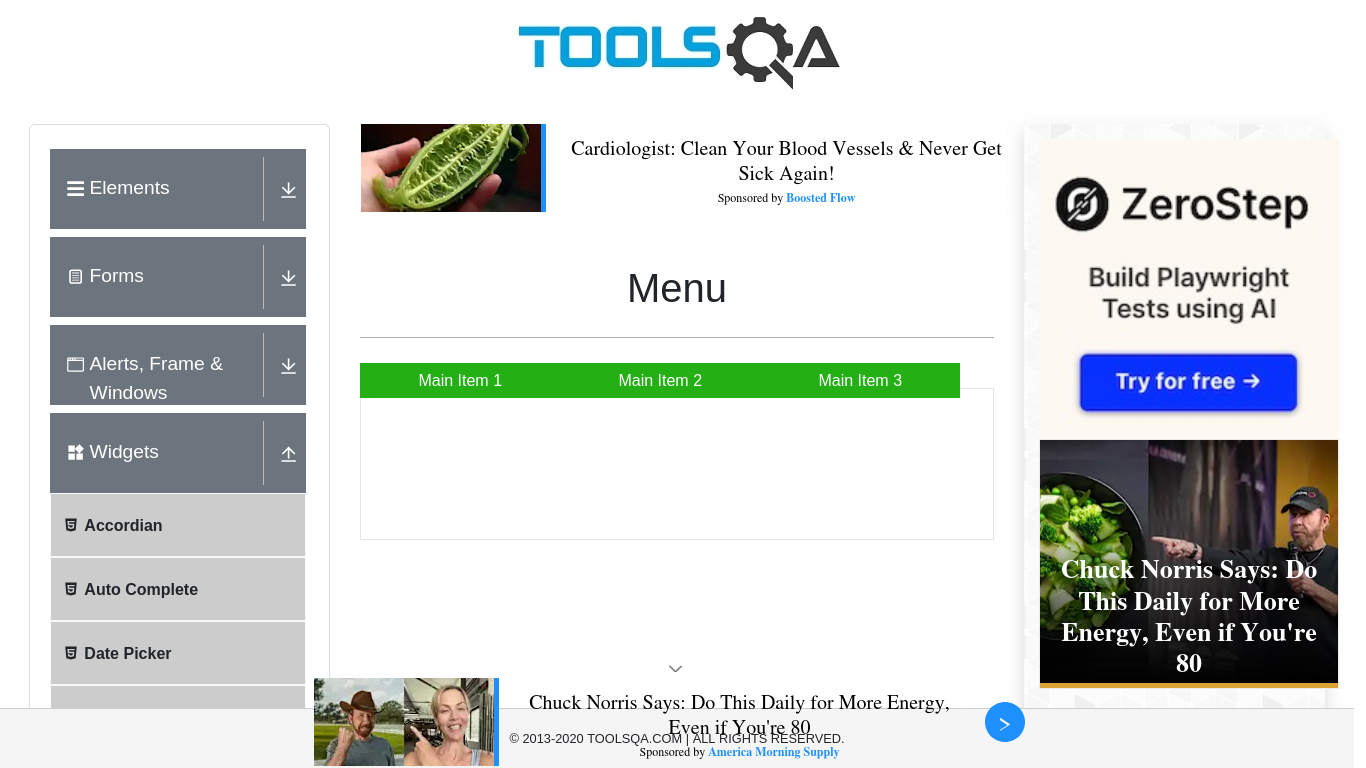 TOOLSQA
Elements
Forms
Alerts, Frame &
Windows
Widgets
Accordian
Auto Complete
Date Picker
Cardiologist: Clean Your Blood Vessels & Never Get
Sick Again!
Sponsored by Boosted Flow
Menu
Main Item 1
Main Item 2
Main Item 3
ZeroStep
Build Playwright
Tests using AI
Try for free →
Chuck Norris Says: Do
This Daily for More
Energy, Even if You're
80
Chuck Norris Says: Do This Daily for More Energy,
Even if You're 80
© 2013-2020 TOOLSQA.COM | ALL RIGHTS RESERVED.
Sponsored by America Morning Supply